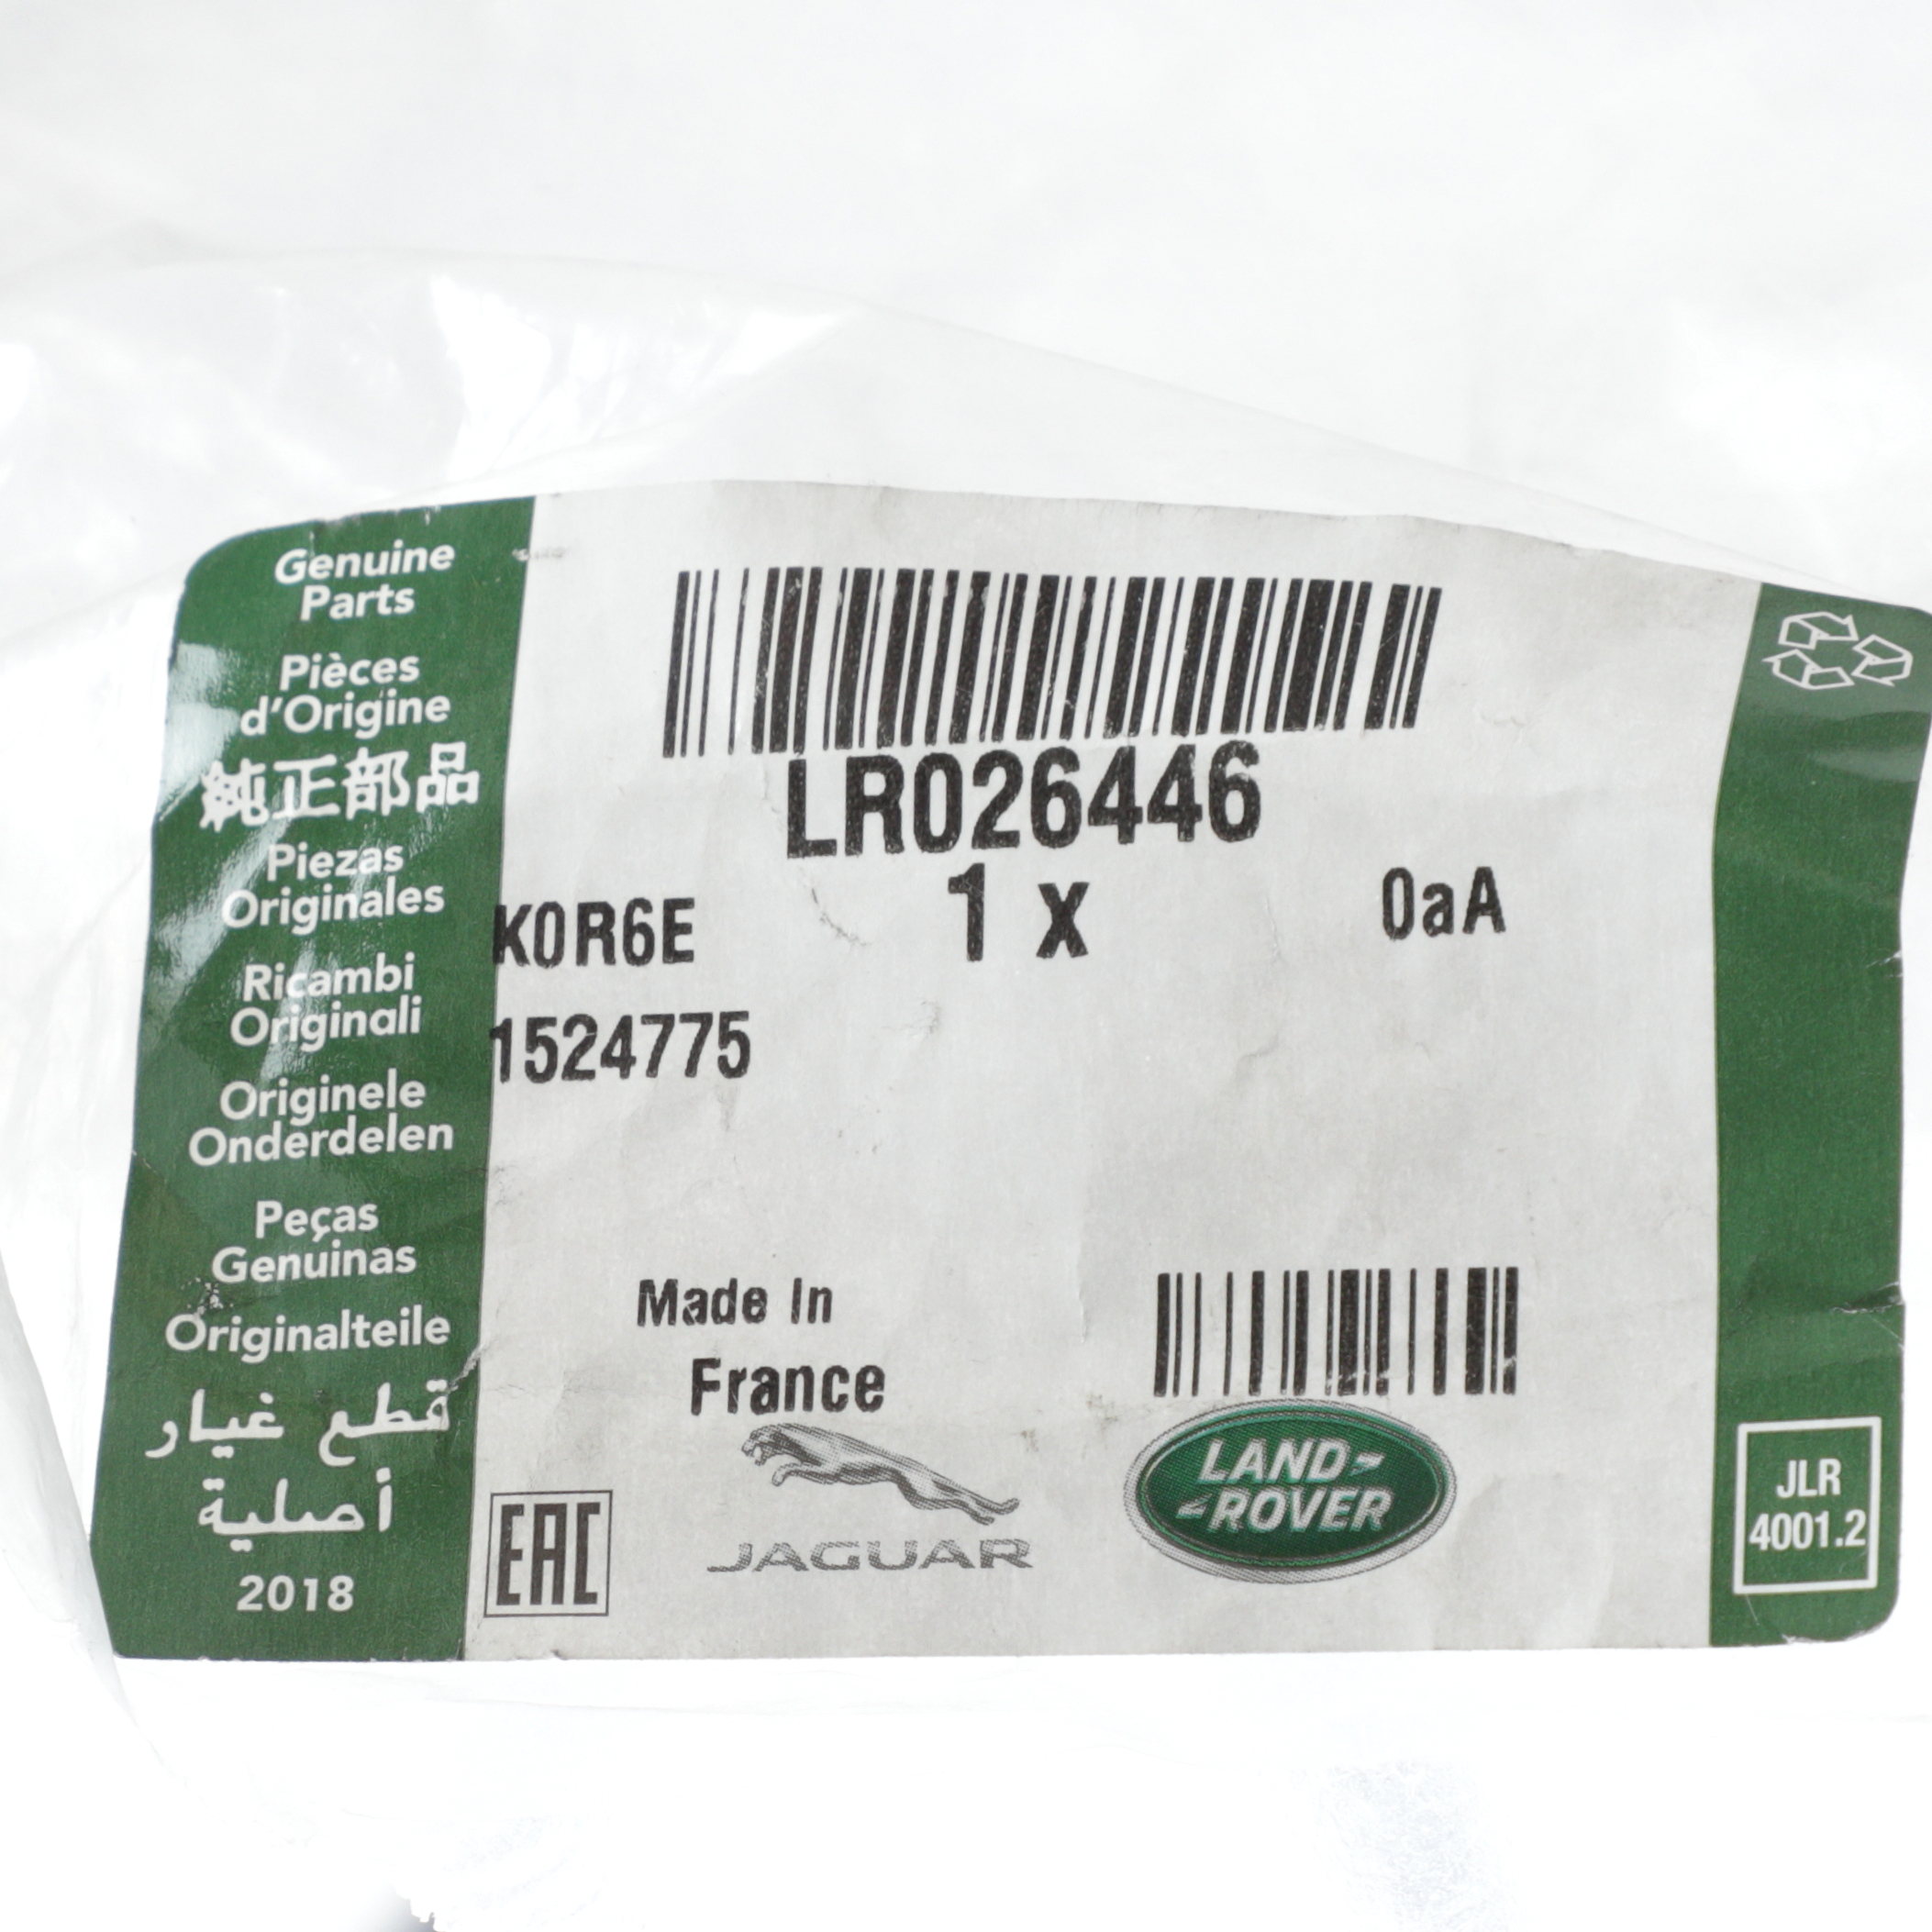 Genuine
Parts
Pièces
d'Origine
純正部品
Piezas
Originales
Ricambi
Originali
Originele
Onderdelen
Peças
Genuinas
Originalteile
قطع غيار
أصلية
2018
LR026446
K0R6E 1 x 0aA
1524775
Made In
France
EAC
JAGUAR
LAND-
-ROVER
JLR
4001.2